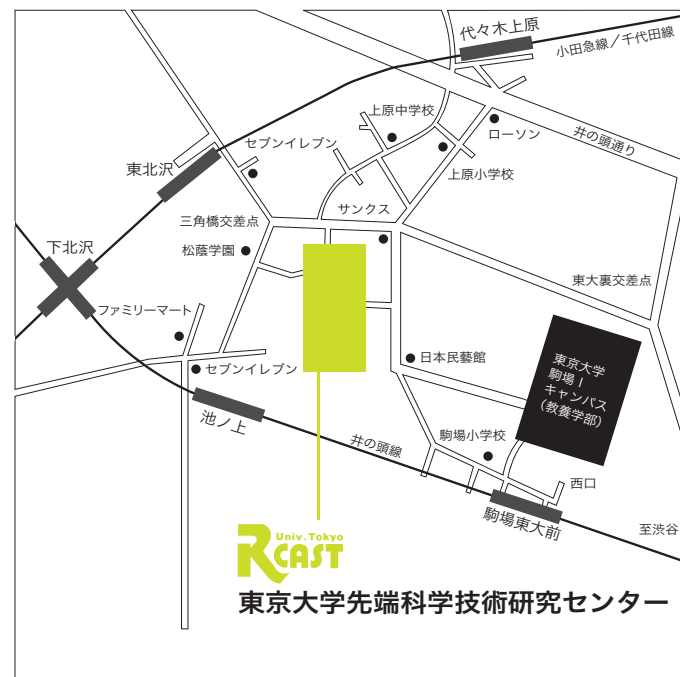 代々木上原
小田急線／千代田線
上原中学校
ローソン
井の頭通り
セブンイレブン
東北沢
上原小学校
サンクス
三角橋交差点
下北沢
松蔭学園
東大裏交差点
ファミリーマート
日本民藝館
東京大学
駒場 I
キャンパス
（教養学部）
セブンイレブン
池ノ上
井の頭線
駒場小学校
西口
駒場東大前
至渋谷
Univ.Tokyo
RCAST
東京大学先端科学技術研究センター